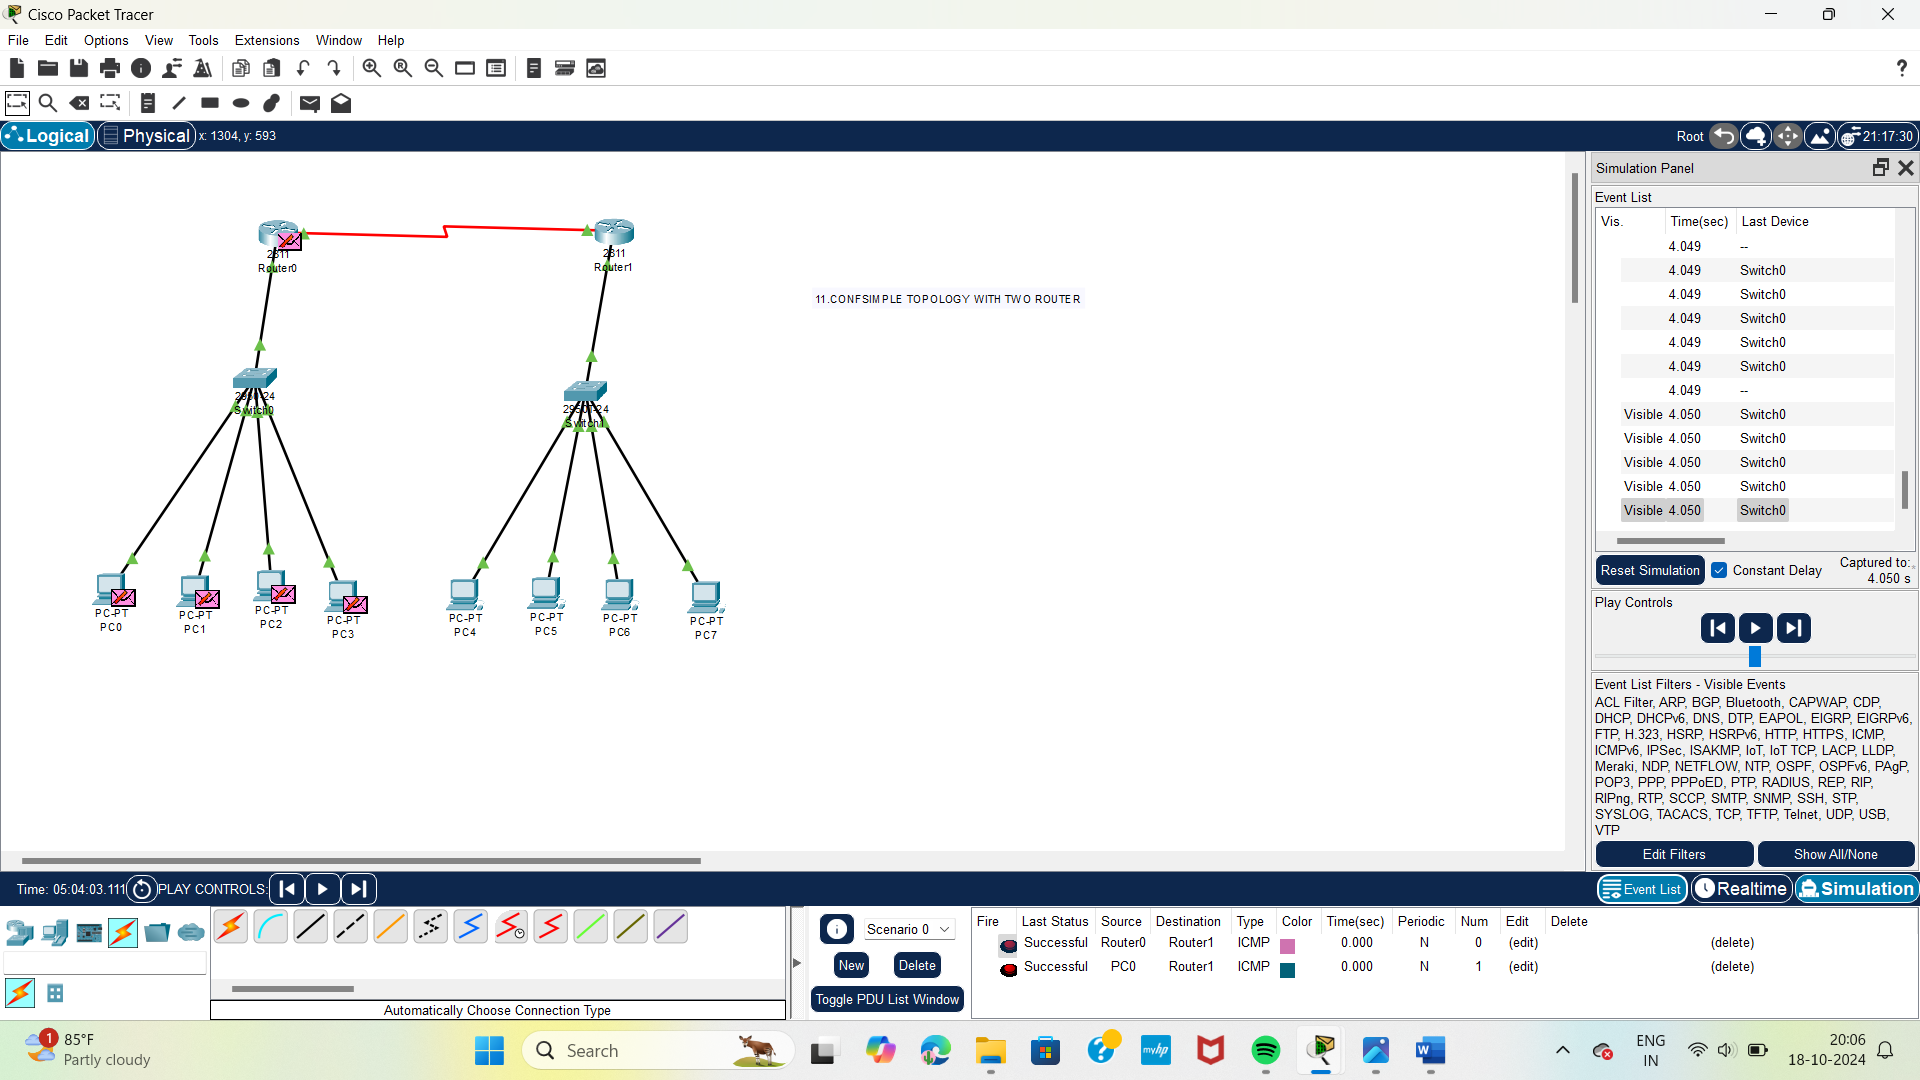 Cisco Packet Tracer
File Edit Options View Tools Extensions Window Help
?
Logical Physical x: 1304, y: 593
Root 21:17:30
2811
Router0
2811
Router1
11.CONFSIMPLE TOPOLOGY WITH TWO ROUTER
Switch0
Switch1
PC-PT
PC0
PC-PT
PC1
PC-PT
PC2
PC-PT
PC3
PC-PT
PC4
PC-PT
PC5
PC-PT
PC6
PC-PT
PC7
Simulation Panel
Event List
Vis. Time(sec) Last Device
4.049 --
4.049 Switch0
4.049 Switch0
4.049 Switch0
4.049 Switch0
4.049 Switch0
4.049 --
Visible 4.050 Switch0
Visible 4.050 Switch0
Visible 4.050 Switch0
Visible 4.050 Switch0
Visible 4.050 Switch0
Reset Simulation Constant Delay Captured to:
4.050 s
Play Controls
Event List Filters - Visible Events
ACL Filter, ARP, BGP, Bluetooth, CAPWAP, CDP,
DHCP, DHCPv6, DNS, DTP, EAPOL, EIGRP, EIGRPv6,
FTP, H.323, HSRP, HSRPv6, HTTP, HTTPS, ICMP,
ICMPv6, IPSec, ISAKMP, IoT, IoT TCP, LACP, LLDP,
Meraki, NDP, NETFLOW, NTP, OSPF, OSPFv6, PAgP,
POP3, PPP, PPPoED, PTP, RADIUS, REP, RIP,
RIPng, RTP, SCCP, SMTP, SNMP, SSH, STP,
SYSLOG, TACACS, TCP, TFTP, Telnet, UDP, USB,
VTP
Edit Filters Show All/None
Time: 05:04:03.111 PLAY CONTROLS:
Event List Realtime Simulation
Automatically Choose Connection Type
Scenario 0
New Delete
Toggle PDU List Window
Fire Last Status Source Destination Type Color Time(sec) Periodic Num Edit Delete
Successful Router0 Router1 ICMP 0.000 N 0 (edit) (delete)
Successful PC0 Router1 ICMP 0.000 N 1 (edit) (delete)
1
85°F
Partly cloudy
Search
myhp
ENG
IN
20:06
18-10-2024